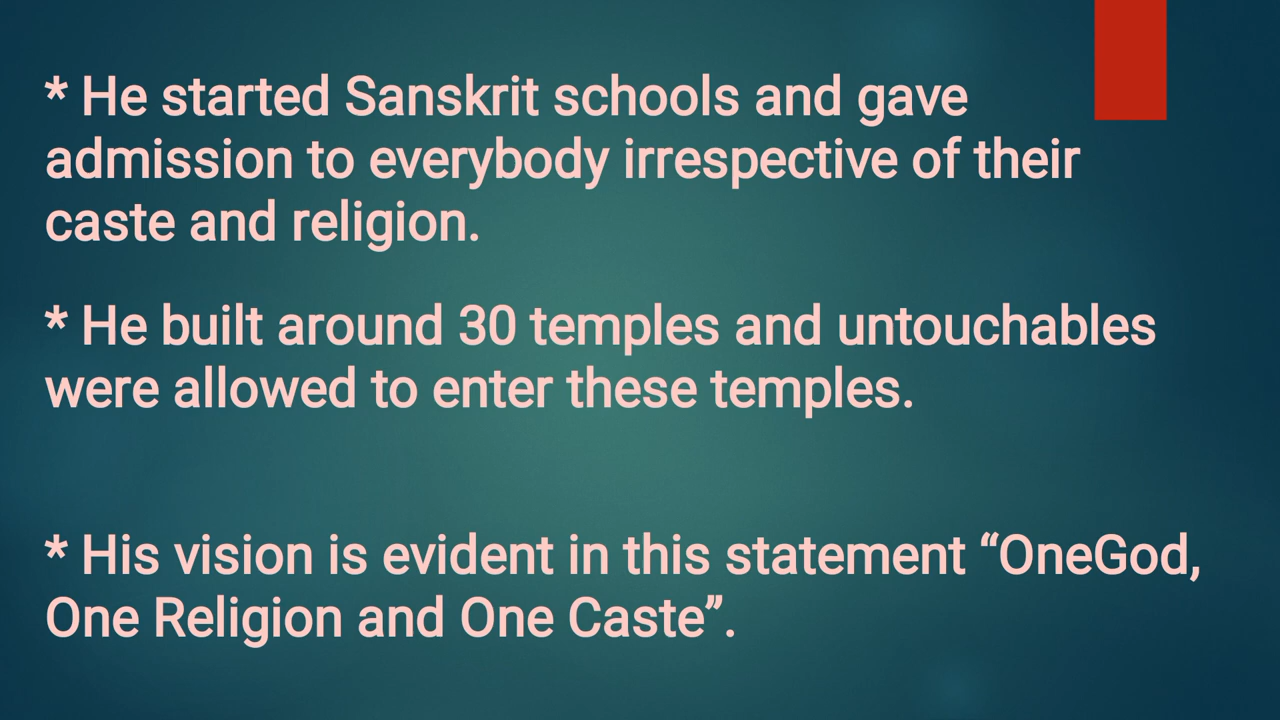 * He started Sanskrit schools and gave
admission to everybody irrespective of their
caste and religion.
* He built around 30 temples and untouchables
were allowed to enter these temples.
* His vision is evident in this statement “OneGod,
One Religion and One Caste”.